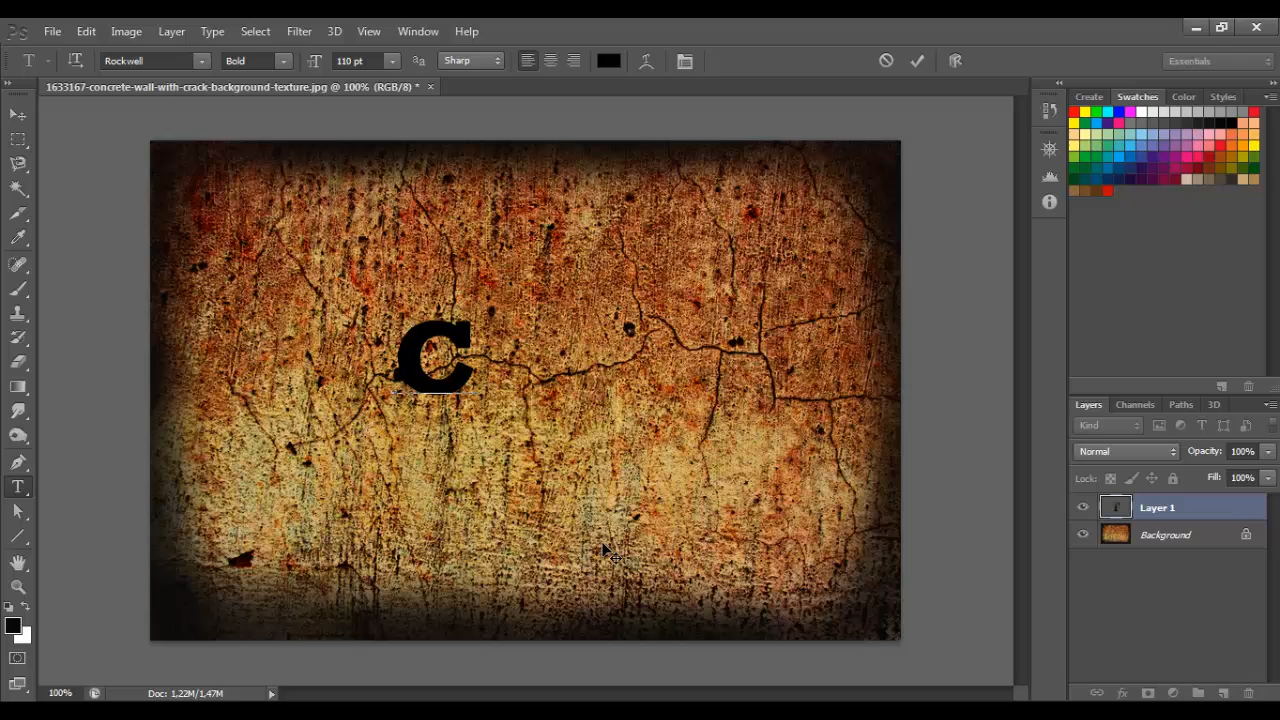 Ps File Edit Image Layer Type Select Filter 3D View Window Help
T Rockwell Bold 110 pt aa Sharp Essentials
1633167-concrete-wall-with-crack-background-texture.jpg @ 100% (RGB/8) * ×
Create Swatches Color Styles
C
Layers Channels Paths 3D
Kind
Normal Opacity: 100%
Lock: Fill: 100%
Layer 1
Background
100% Doc: 1,22M/1,47M